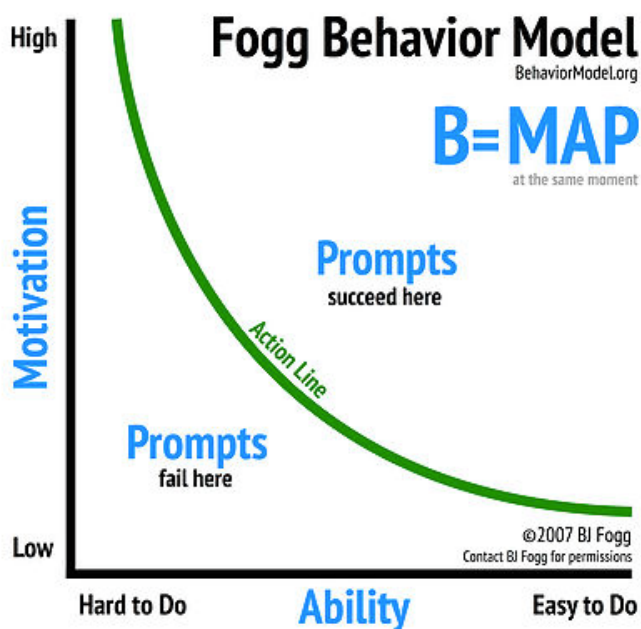 High
Fogg Behavior Model
BehaviorModel.org
B=MAP
at the same moment
Motivation
Prompts
succeed here
Action Line
Prompts
fail here
©2007 BJ Fogg
Contact BJ Fogg for permissions
Low
Hard to Do
Ability
Easy to Do